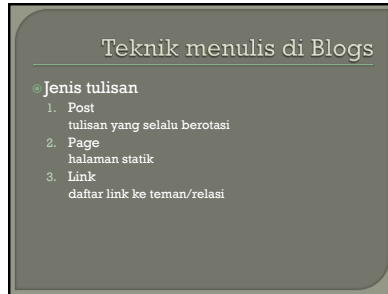 Teknik menulis di Blogs
Jenis tulisan
1. Post
tulisan yang selalu berotasi
2. Page
halaman statik
3. Link
daftar link ke teman/relasi